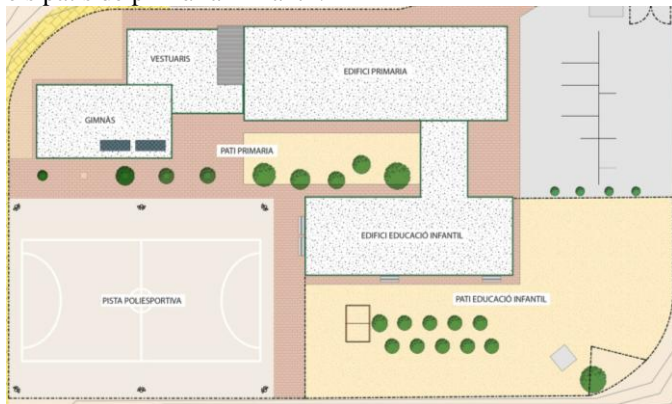 VESTUARIS
EDIFICI PRIMARIA
GIMNÀS
PATI PRIMARIA
EDIFICI EDUCACIÓ INFANTIL
PISTA POLIESPORTIVA
PATI EDUCACIÓ INFANTIL